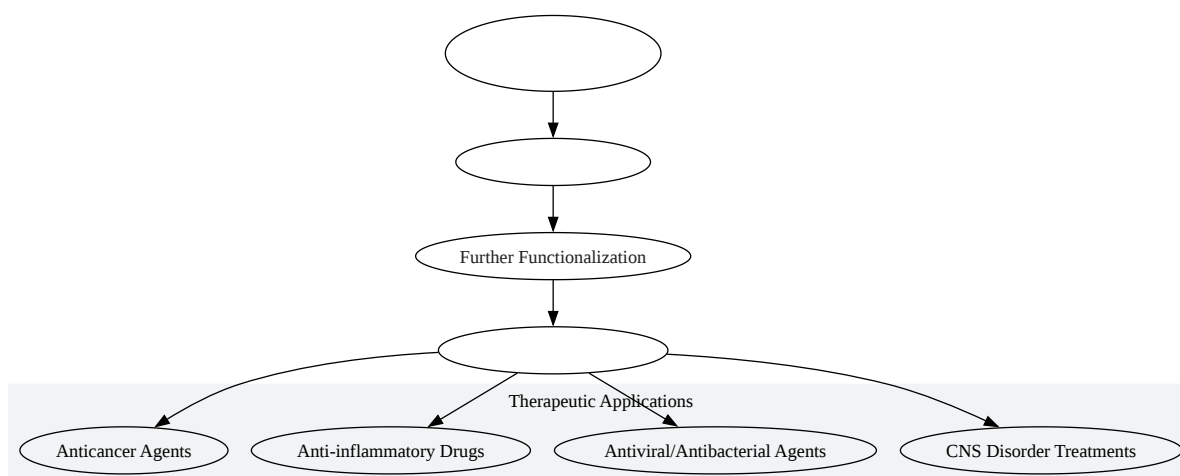 Further Functionalization
Therapeutic Applications
Anticancer Agents
Anti-inflammatory Drugs
Antiviral/Antibacterial Agents
CNS Disorder Treatments